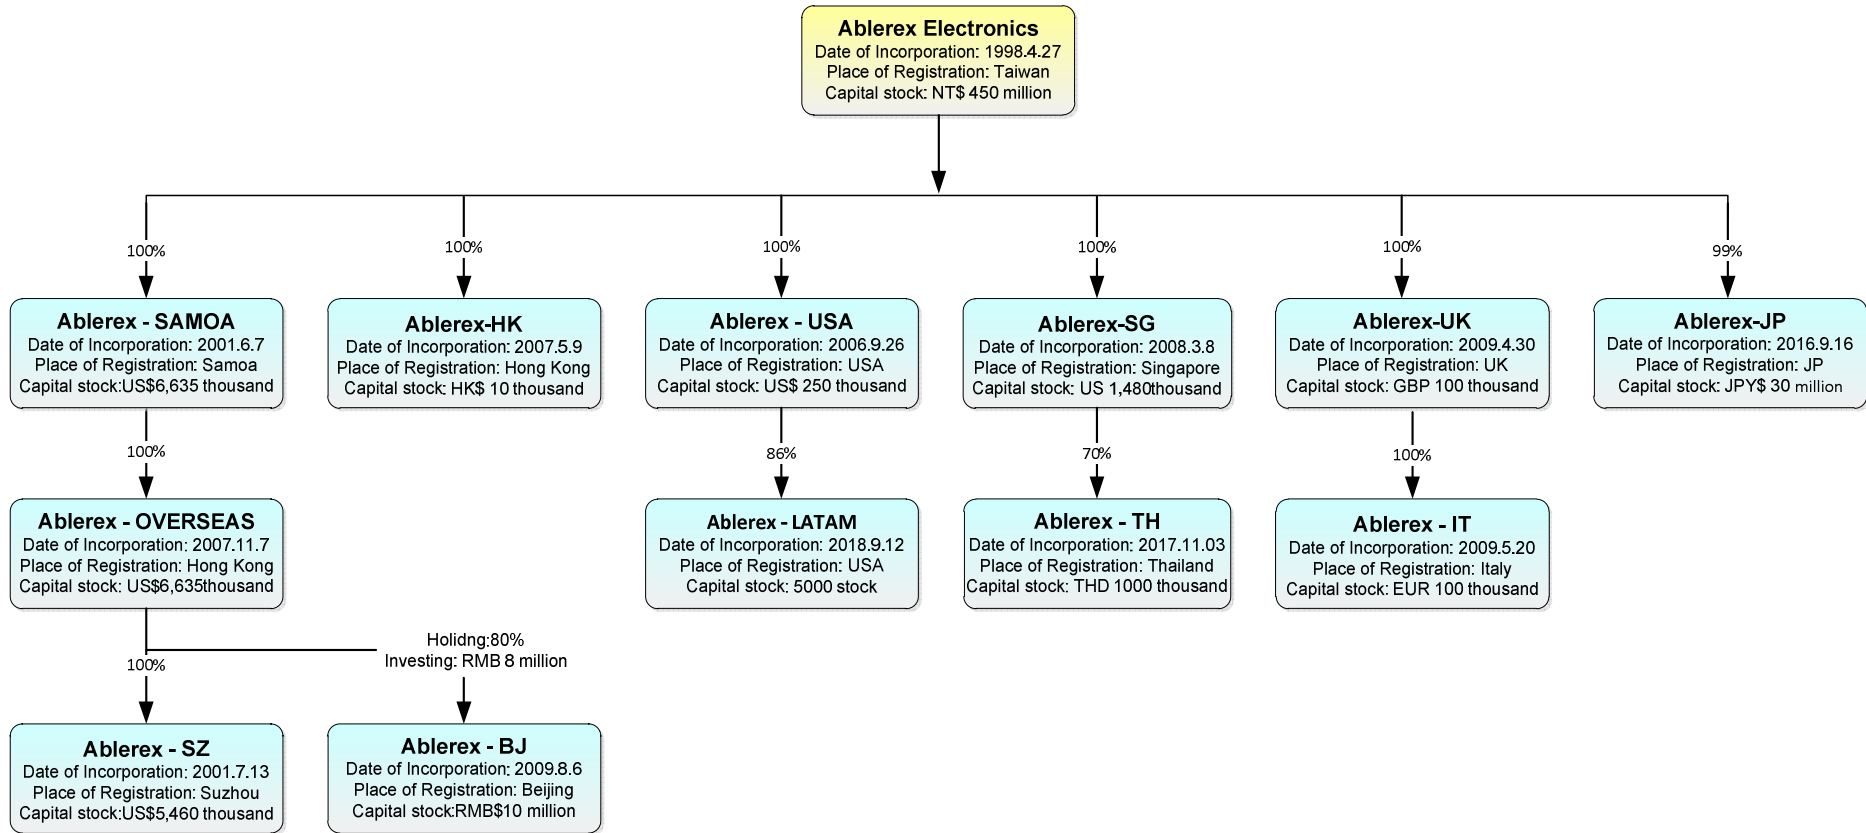 Ablerex Electronics
Date of Incorporation: 1998.4.27
Place of Registration: Taiwan
Capital stock: NT$ 450 million
100%
100%
100%
100%
100%
99%
Ablerex - SAMOA
Date of Incorporation: 2001.6.7
Place of Registration: Samoa
Capital stock:US$6,635 thousand
Ablerex-HK
Date of Incorporation: 2007.5.9
Place of Registration: Hong Kong
Capital stock: HK$ 10 thousand
Ablerex - USA
Date of Incorporation: 2006.9.26
Place of Registration: USA
Capital stock: US$ 250 thousand
Ablerex-SG
Date of Incorporation: 2008.3.8
Place of Registration: Singapore
Capital stock: US 1,480thousand
Ablerex-UK
Date of Incorporation: 2009.4.30
Place of Registration: UK
Capital stock: GBP 100 thousand
Ablerex-JP
Date of Incorporation: 2016.9.16
Place of Registration: JP
Capital stock: JPY$ 30 million
100%
86%
70%
100%
Ablerex - OVERSEAS
Date of Incorporation: 2007.11.7
Place of Registration: Hong Kong
Capital stock: US$6,635thousand
Ablerex - LATAM
Date of Incorporation: 2018.9.12
Place of Registration: USA
Capital stock: 5000 stock
Ablerex - TH
Date of Incorporation: 2017.11.03
Place of Registration: Thailand
Capital stock: THD 1000 thousand
Ablerex - IT
Date of Incorporation: 2009.5.20
Place of Registration: Italy
Capital stock: EUR 100 thousand
100%
Holidng:80%
Investing: RMB 8 million
Ablerex - SZ
Date of Incorporation: 2001.7.13
Place of Registration: Suzhou
Capital stock:US$5,460 thousand
Ablerex - BJ
Date of Incorporation: 2009.8.6
Place of Registration: Beijing
Capital stock:RMB$10 million